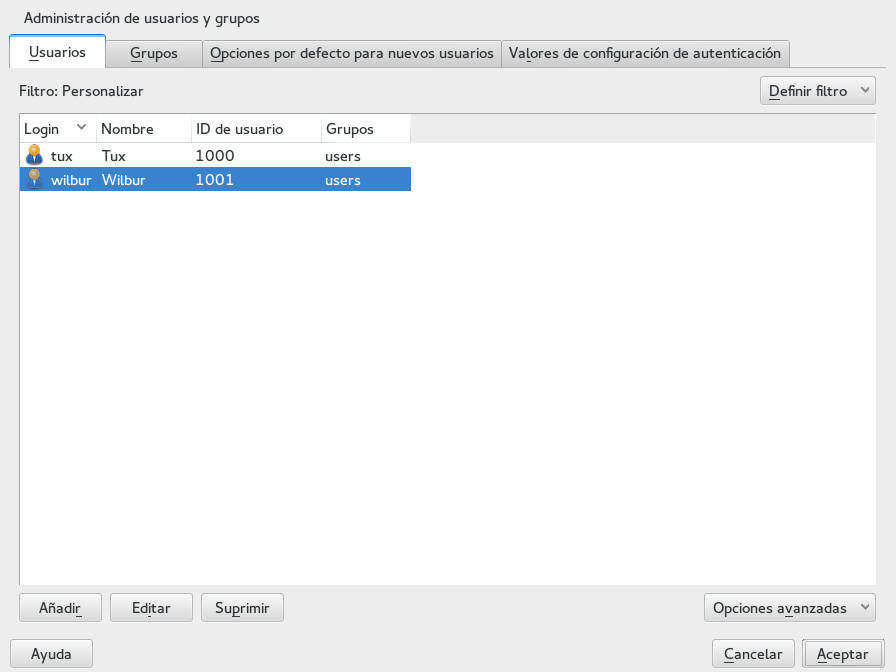 Administración de usuarios y grupos
Usuarios Grupos Opciones por defecto para nuevos usuarios Valores de configuración de autenticación
Filtro: Personalizar Definir filtro
Login Nombre ID de usuario Grupos
tux Tux 1000 users
wilbur Wilbur 1001 users
Añadir Editar Suprimir Opciones avanzadas
Ayuda Cancelar Aceptar